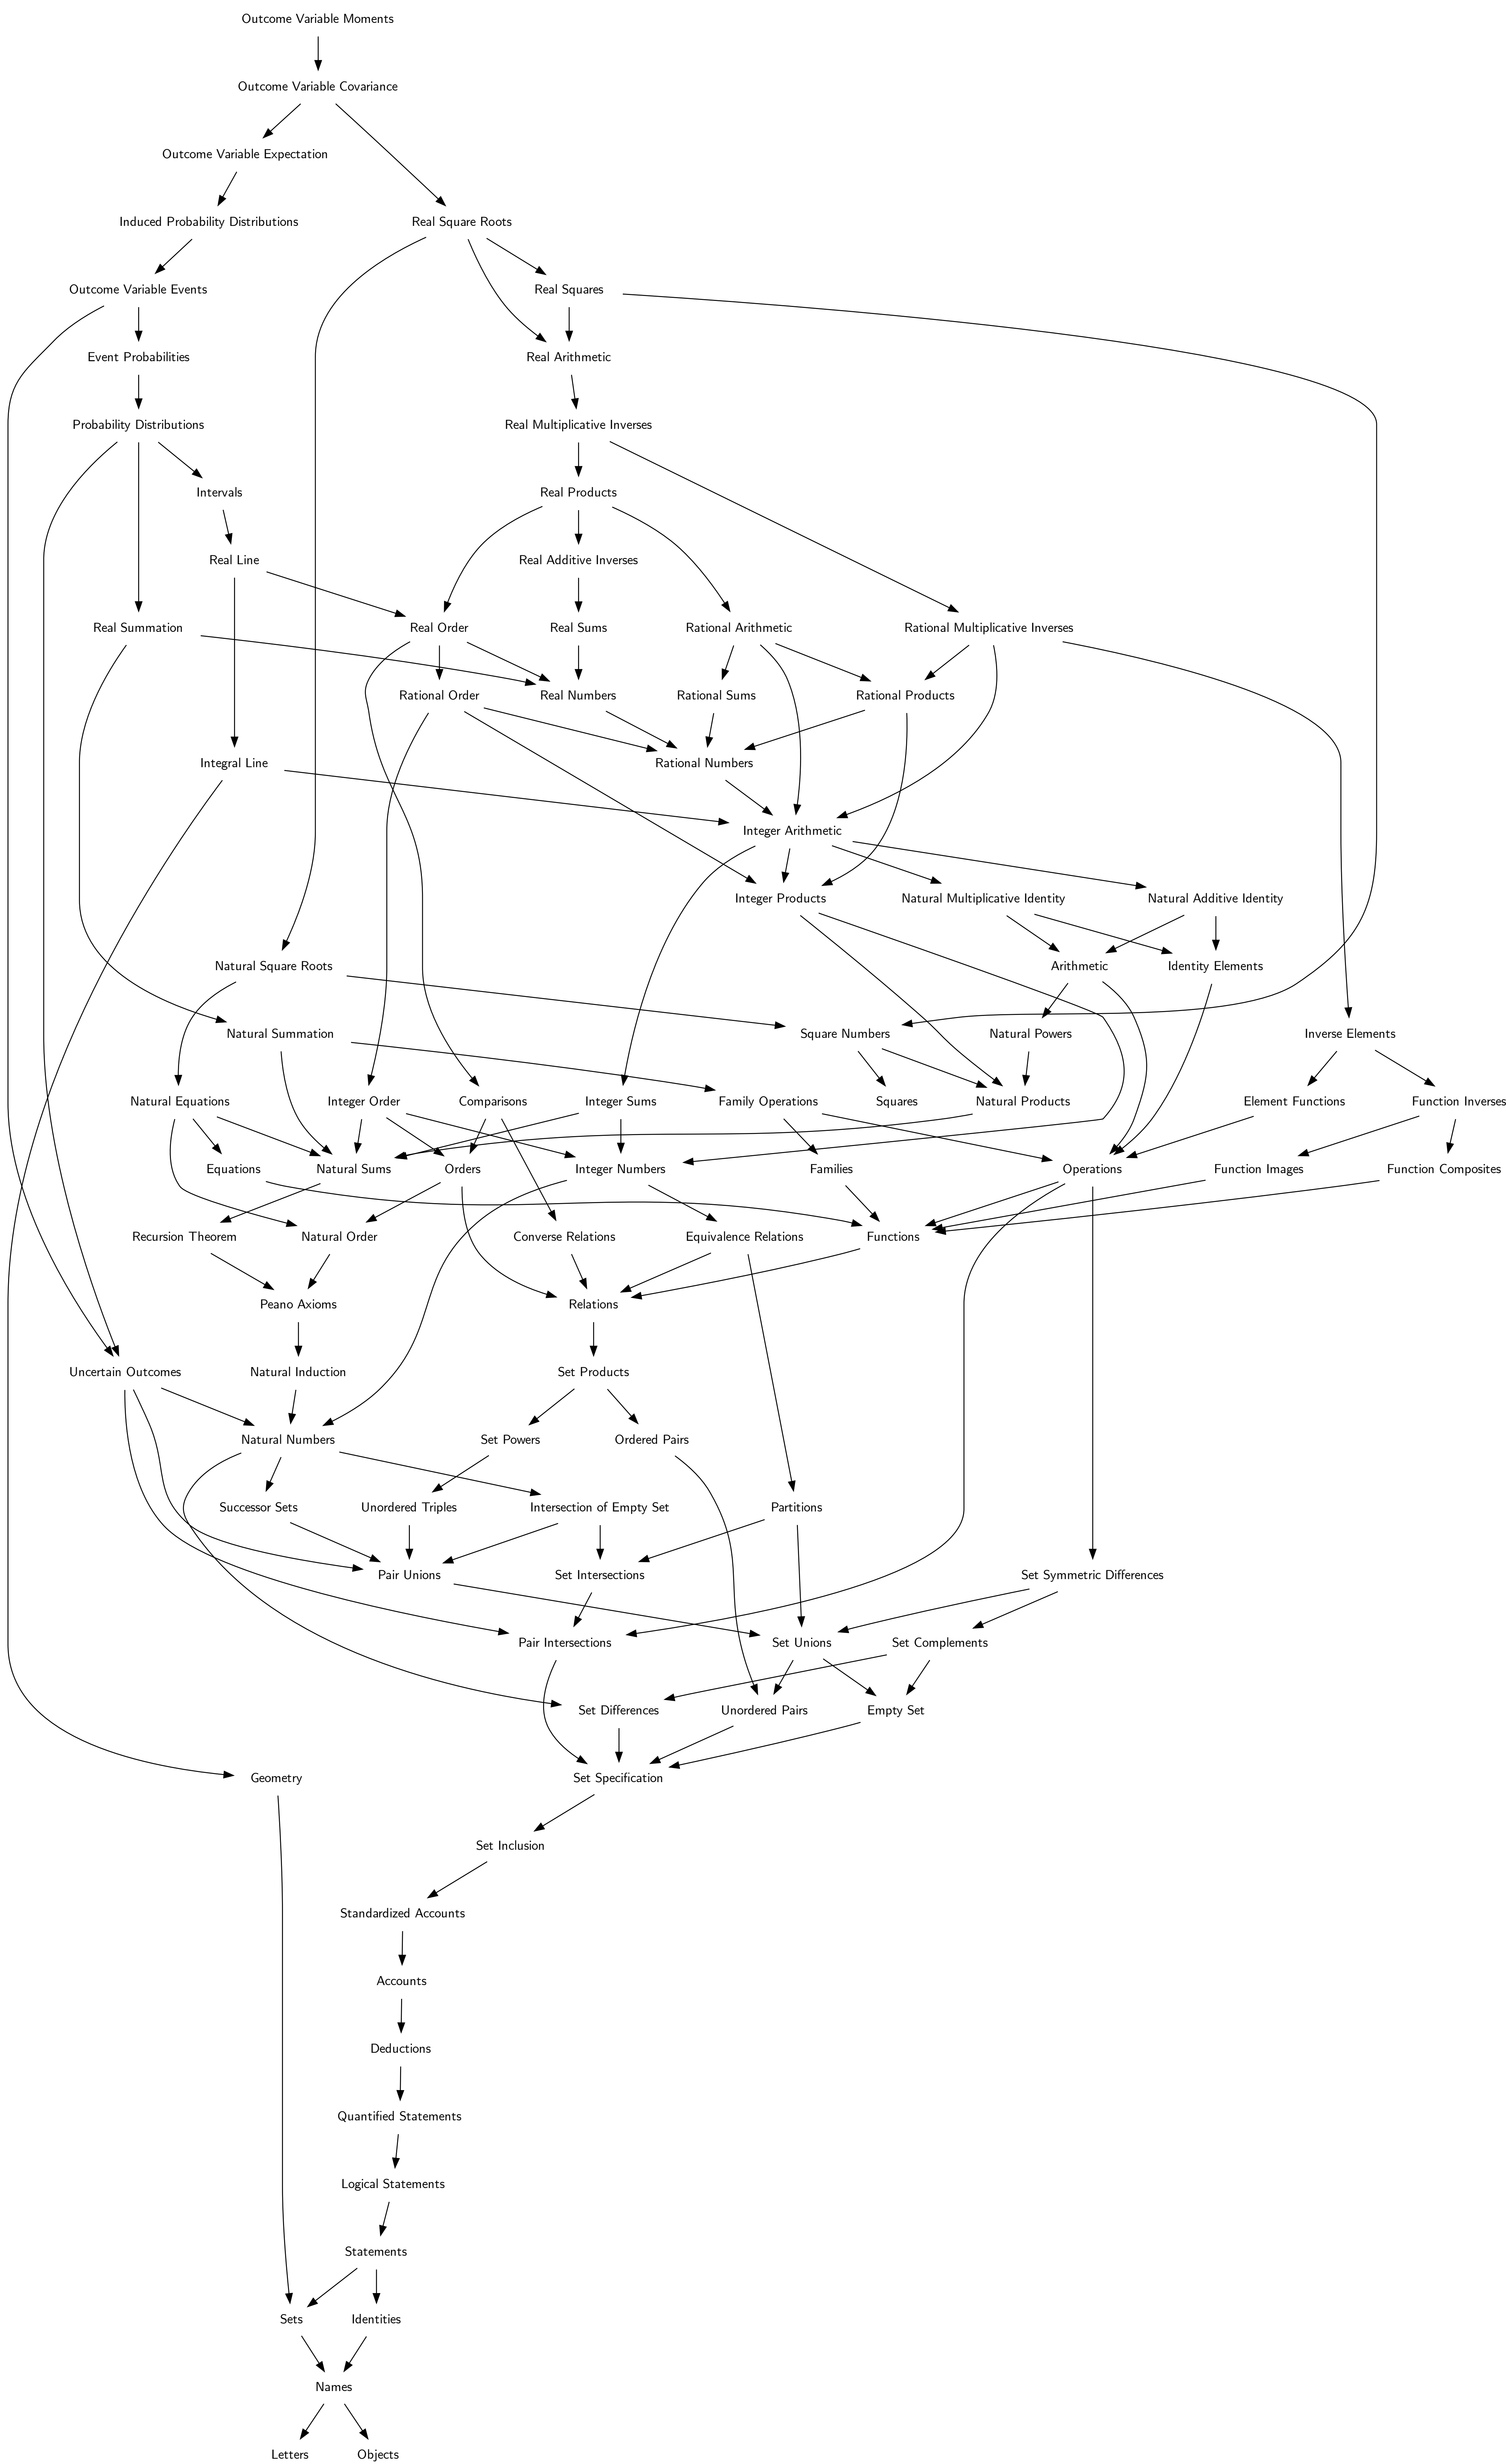 Outcome Variable Moments
Outcome Variable Covariance
Outcome Variable Expectation
Induced Probability Distributions
Real Square Roots
Outcome Variable Events
Real Squares
Event Probabilities
Real Arithmetic
Probability Distributions
Real Multiplicative Inverses
Intervals
Real Products
Real Line
Real Additive Inverses
Real Summation
Real Order
Real Sums
Rational Arithmetic
Rational Multiplicative Inverses
Rational Order
Real Numbers
Rational Sums
Rational Products
Integral Line
Rational Numbers
Integer Arithmetic
Integer Products
Natural Multiplicative Identity
Natural Additive Identity
Natural Square Roots
Arithmetic
Identity Elements
Natural Summation
Square Numbers
Natural Powers
Inverse Elements
Natural Equations
Integer Order
Comparisons
Integer Sums
Family Operations
Squares
Natural Products
Element Functions
Function Inverses
Equations
Natural Sums
Orders
Integer Numbers
Families
Operations
Function Images
Function Composites
Recursion Theorem
Natural Order
Converse Relations
Equivalence Relations
Functions
Peano Axioms
Relations
Uncertain Outcomes
Natural Induction
Set Products
Natural Numbers
Set Powers
Ordered Pairs
Successor Sets
Unordered Triples
Intersection of Empty Set
Partitions
Pair Unions
Set Intersections
Set Symmetric Differences
Pair Intersections
Set Unions
Set Complements
Set Differences
Unordered Pairs
Empty Set
Geometry
Set Specification
Set Inclusion
Standardized Accounts
Accounts
Deductions
Quantified Statements
Logical Statements
Statements
Sets
Identities
Names
Letters
Objects